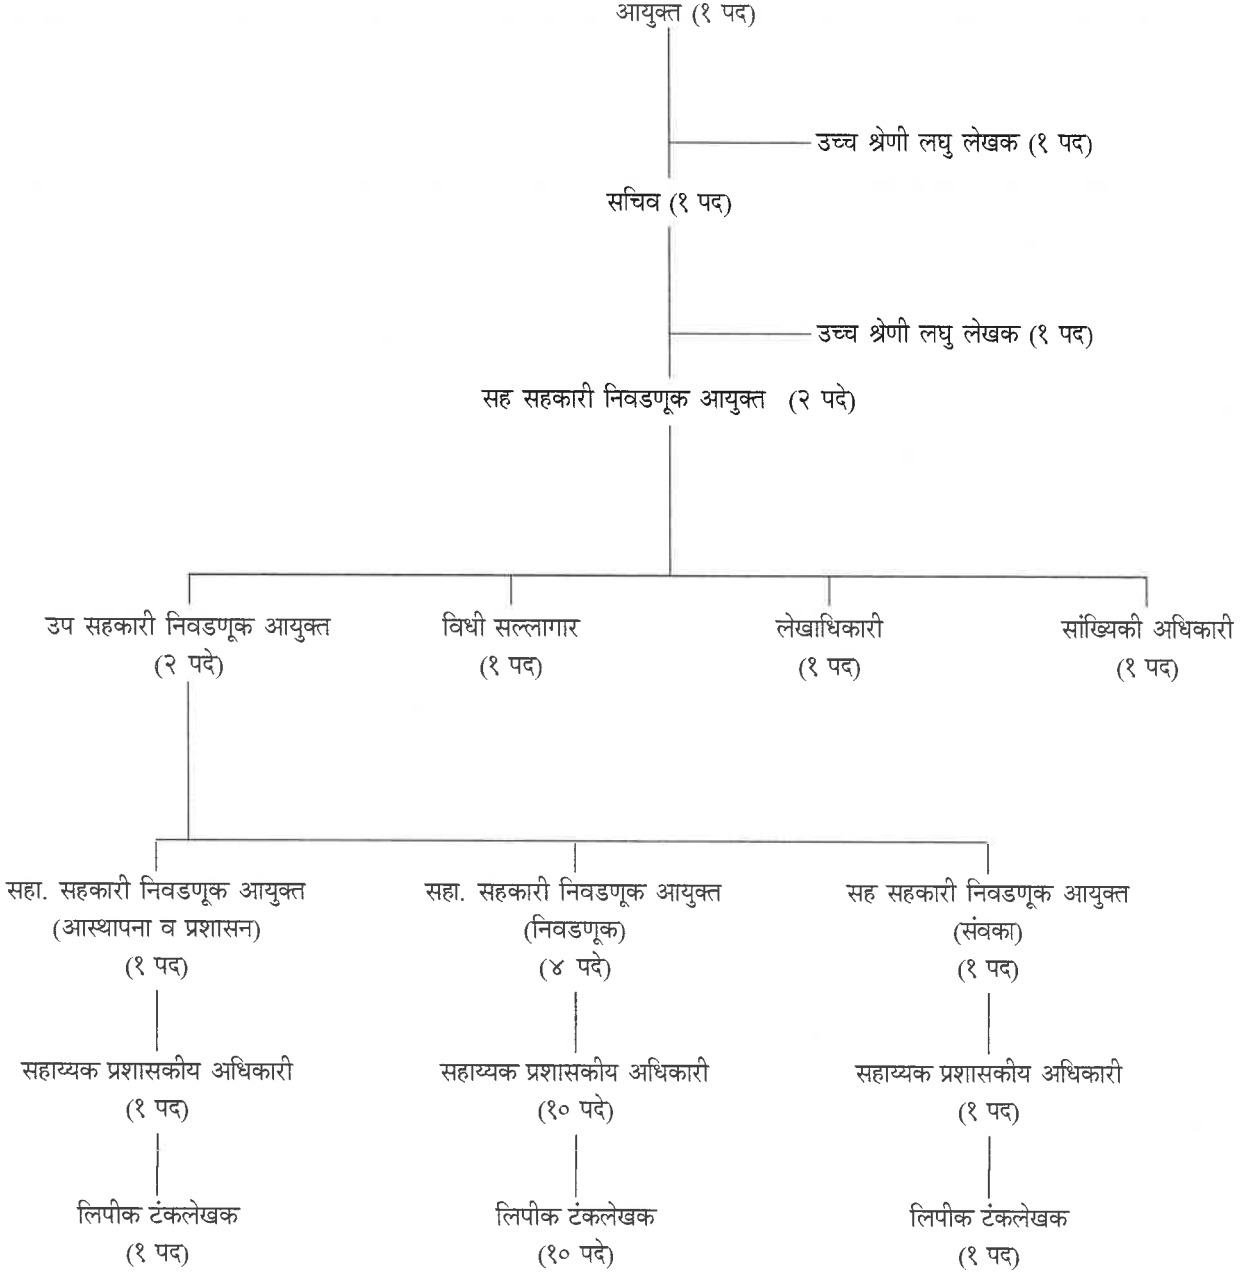 आयुक्त (१ पद)
उच्च श्रेणी लघु लेखक (१ पद)
सचिव (१ पद)
उच्च श्रेणी लघु लेखक (१ पद)
सह सहकारी निवडणूक आयुक्त (२ पदे)
उप सहकारी निवडणूक आयुक्त
(२ पदे)
विधी सल्लागार
(१ पद)
लेखाधिकारी
(१ पद)
सांख्यिकी अधिकारी
(१ पद)
सहा. सहकारी निवडणूक आयुक्त
(आस्थापना व प्रशासन)
(१ पद)
सहा. सहकारी निवडणूक आयुक्त
(निवडणूक)
(४ पदे)
सह सहकारी निवडणूक आयुक्त
(संवका)
(१ पद)
सहाय्यक प्रशासकीय अधिकारी
(१ पद)
सहाय्यक प्रशासकीय अधिकारी
(१० पदे)
सहाय्यक प्रशासकीय अधिकारी
(१ पद)
लिपीक टंकलेखक
(१ पद)
लिपीक टंकलेखक
(१० पदे)
लिपीक टंकलेखक
(१ पद)